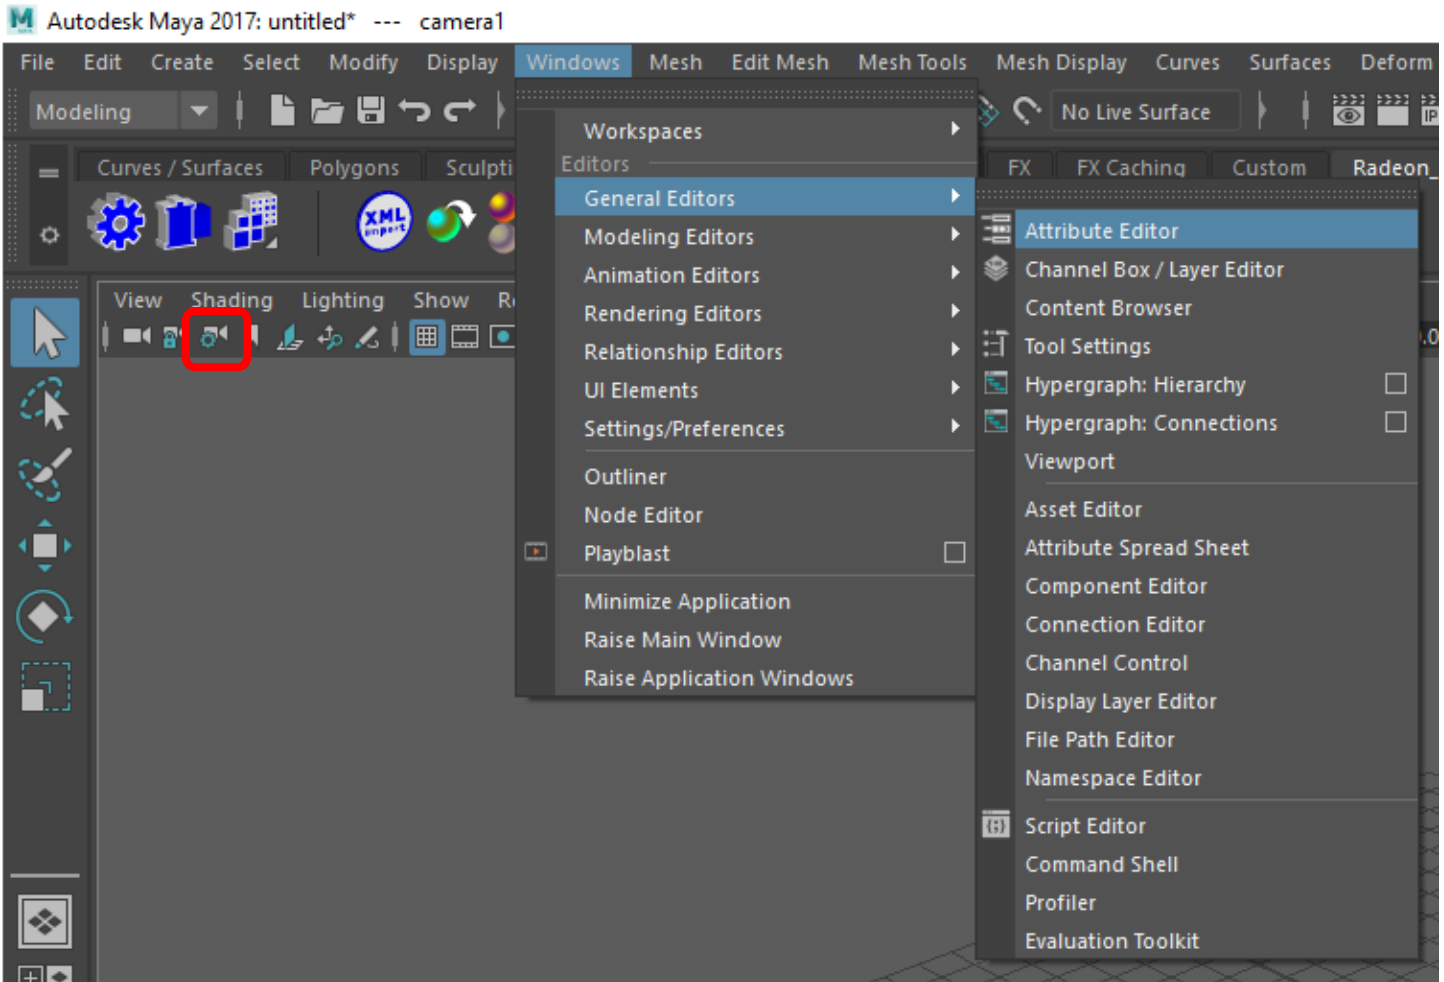 Autodesk Maya 2017: untitled* --- camera1
File Edit Create Select Modify Display Windows Mesh Edit Mesh Mesh Tools Mesh Display Curves Surfaces Deform
Modeling
No Live Surface
IP
Curves / Surfaces Polygons Sculpti
FX FX Caching Custom Radeon_
XML
import
View Shading Lighting Show R
.0
Workspaces
Editors
General Editors
Modeling Editors
Animation Editors
Rendering Editors
Relationship Editors
UI Elements
Settings/Preferences
Outliner
Node Editor
Playblast
Minimize Application
Raise Main Window
Raise Application Windows
Attribute Editor
Channel Box / Layer Editor
Content Browser
Tool Settings
Hypergraph: Hierarchy
Hypergraph: Connections
Viewport
Asset Editor
Attribute Spread Sheet
Component Editor
Connection Editor
Channel Control
Display Layer Editor
File Path Editor
Namespace Editor
Script Editor
Command Shell
Profiler
Evaluation Toolkit